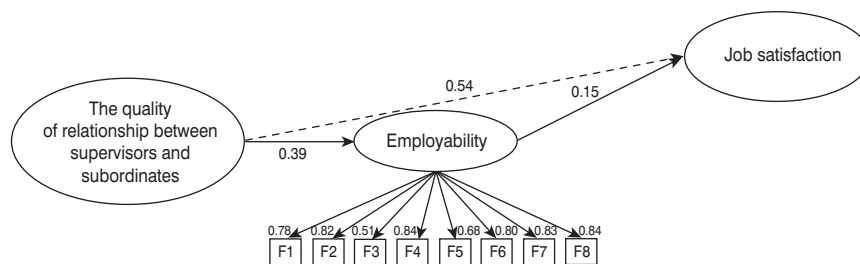 Job satisfaction
0.54
0.15
The quality
of relationship between
supervisors and
subordinates
0.39
Employability
0.78 0.82 0.51 0.84 0.68 0.80 0.83 0.84
F1 F2 F3 F4 F5 F6 F7 F8